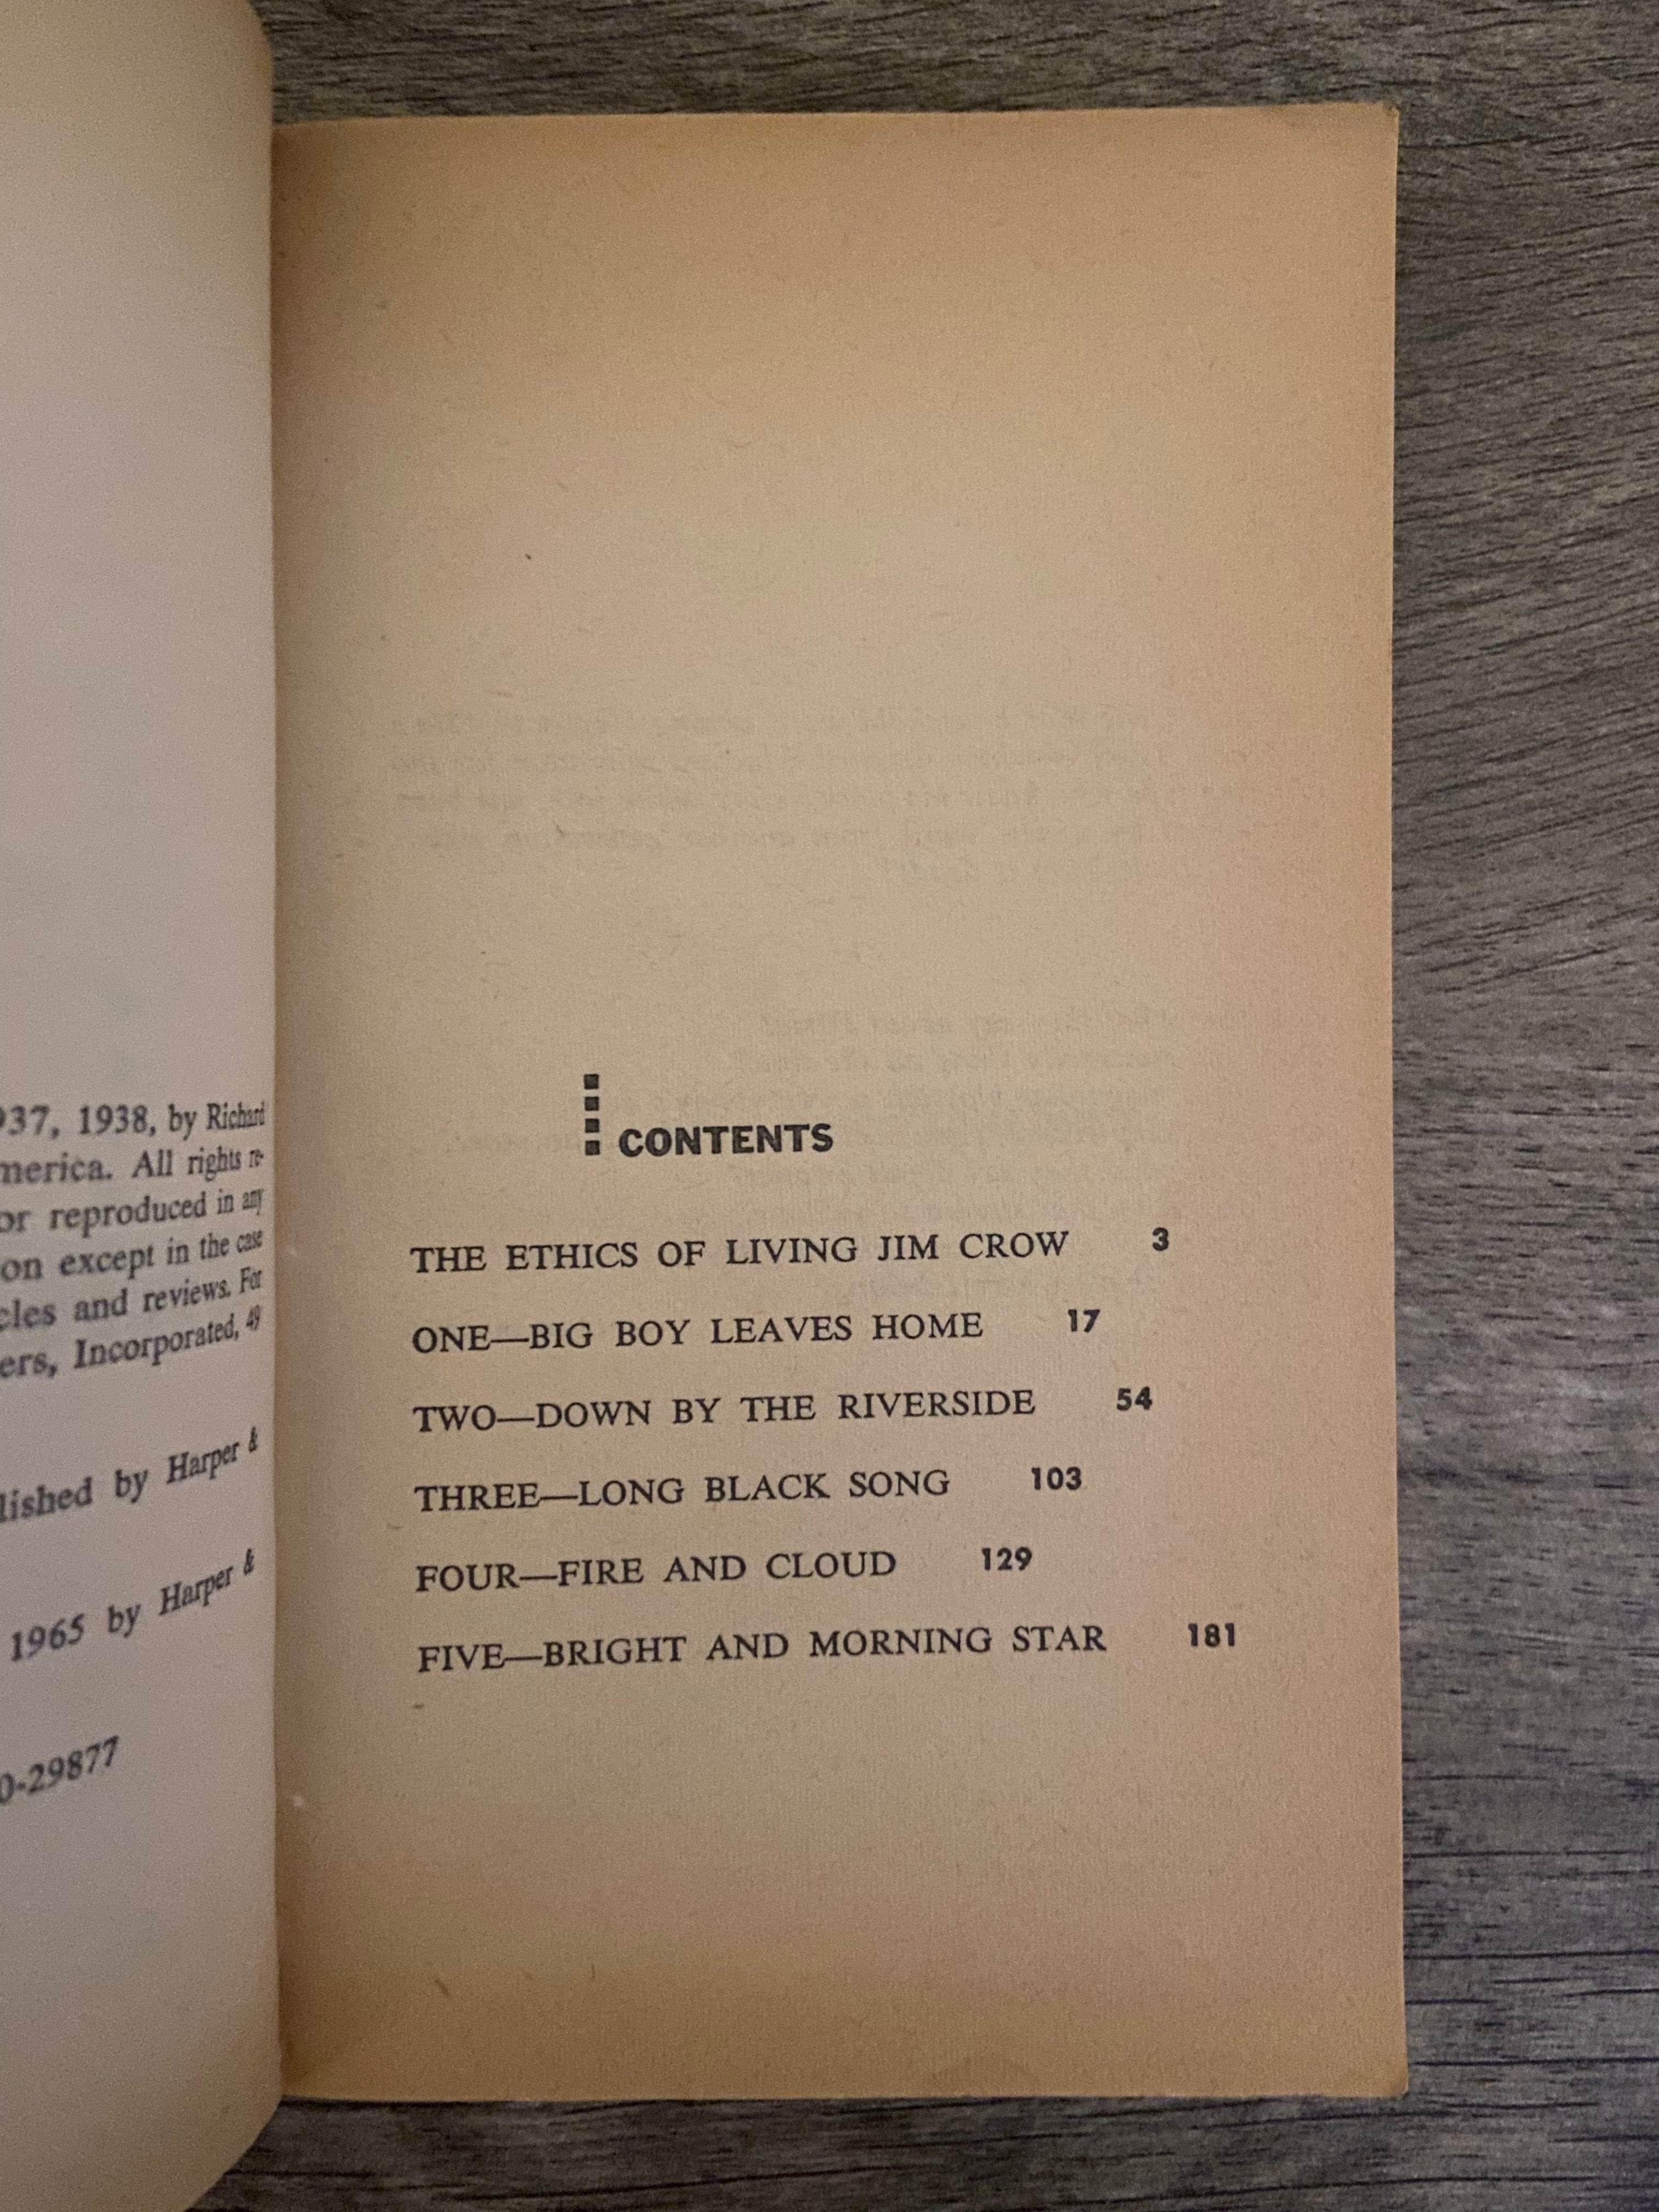 937, 1938, by Richard
merica. All rights re-
or reproduced in any
on except in the case
cles and reviews. For
ers, Incorporated, 49
lished by Harper &
1965 by Harper &
0-29877
CONTENTS
THE ETHICS OF LIVING JIM CROW 3
ONE—BIG BOY LEAVES HOME 17
TWO—DOWN BY THE RIVERSIDE 54
THREE—LONG BLACK SONG 103
FOUR—FIRE AND CLOUD 129
FIVE—BRIGHT AND MORNING STAR 181